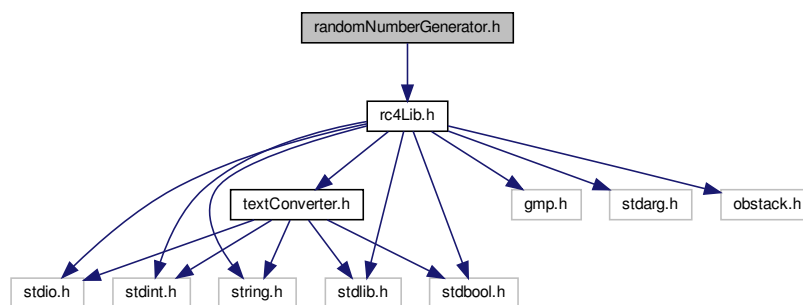 randomNumberGenerator.h
rc4Lib.h
textConverter.h
gmp.h
stdarg.h
obstack.h
stdio.h
stdint.h
string.h
stdlib.h
stdbool.h